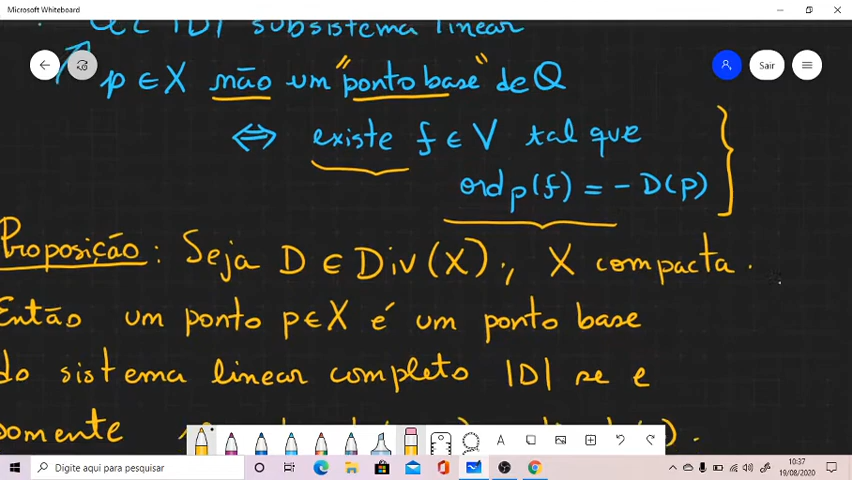 Microsoft Whiteboard
Q ⊂ |D| subsistema linear
p ∈ X não um "ponto base" de Q
Sair
⟺ existe f ∈ V tal que
ord p(f) = - D(p)
Proposição: Seja D ∈ Div(X), X compacta.
Então um ponto p ∈ X é um ponto base
do sistema linear completo |D| se e
somente
Digite aqui para pesquisar
10:37
19/08/2020